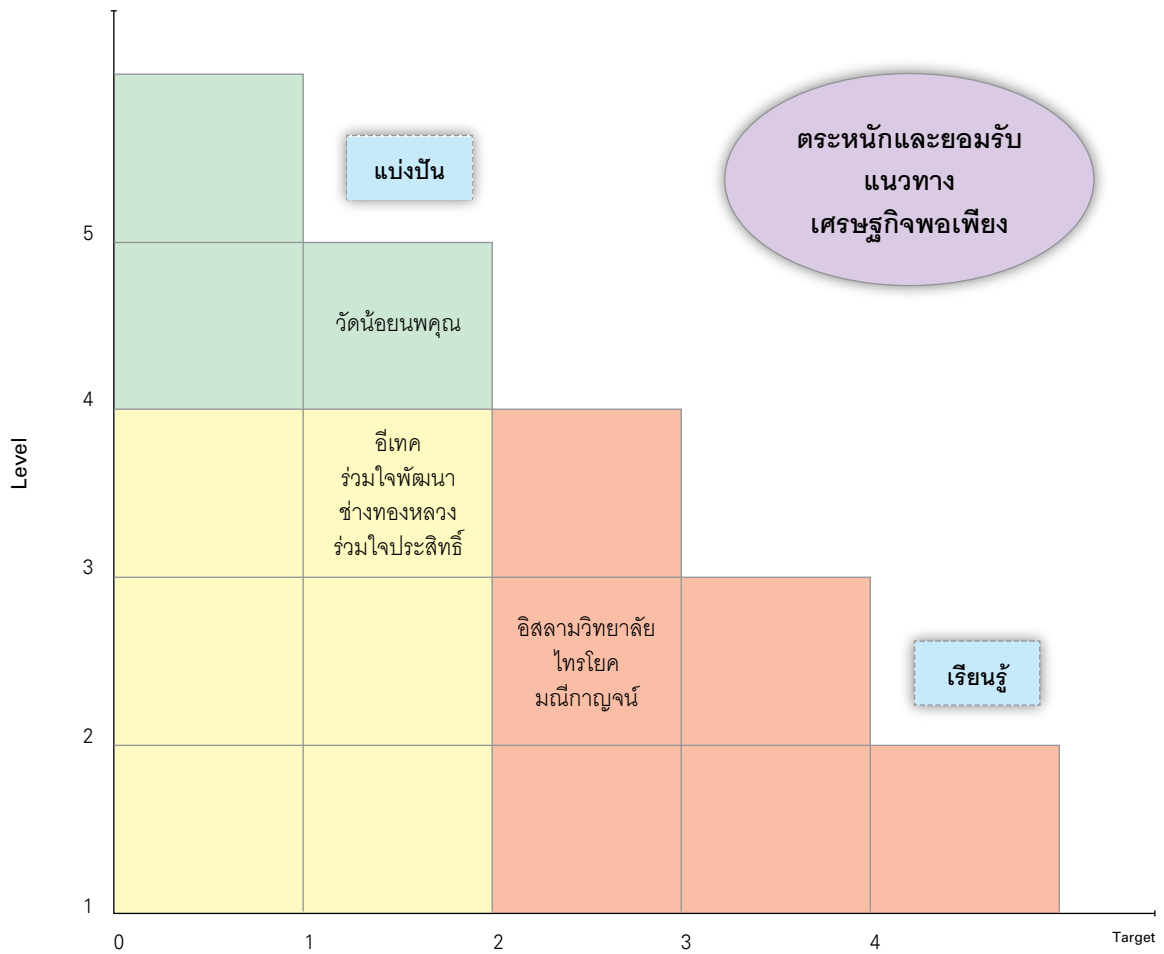 แบ่งปัน
ตระหนักและยอมรับ
แนวทาง
เศรษฐกิจพอเพียง
5
วัดน้อยนพคุณ
4
Level
อีเทค
ร่วมใจพัฒนา
ช่างทองหลวง
ร่วมใจประสิทธิ์
3
อิสลามวิทยาลัย
ไทรโยค
มณีกาญจน์
เรียนรู้
2
1
0 1 2 3 4 Target